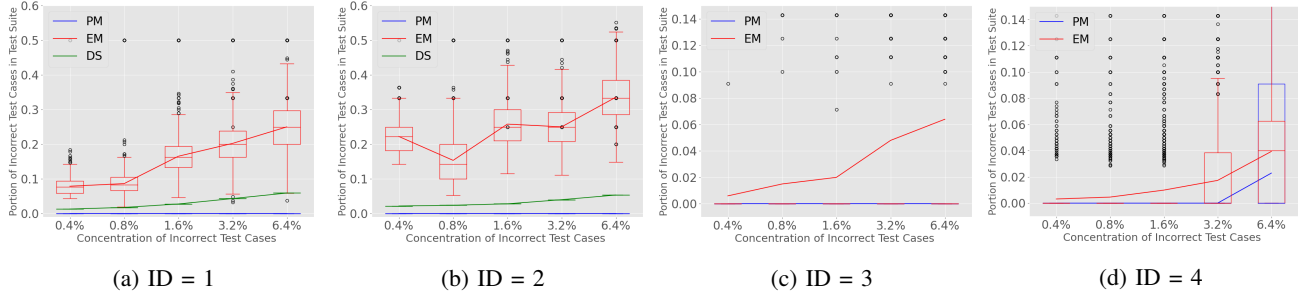 0.6
0.5
0.4
0.3
0.2
0.1
0.0
Portion of Incorrect Test Cases in Test Suite
PM
EM
DS
0.4%
0.8%
1.6%
3.2%
6.4%
Concentration of Incorrect Test Cases
(a) ID = 1
0.6
0.5
0.4
0.3
0.2
0.1
0.0
Portion of Incorrect Test Cases in Test Suite
PM
EM
DS
0.4%
0.8%
1.6%
3.2%
6.4%
Concentration of Incorrect Test Cases
(b) ID = 2
0.14
0.12
0.10
0.08
0.06
0.04
0.02
0.00
Portion of Incorrect Test Cases in Test Suite
PM
EM
0.4%
0.8%
1.6%
3.2%
6.4%
Concentration of Incorrect Test Cases
(c) ID = 3
0.14
0.12
0.10
0.08
0.06
0.04
0.02
0.00
Portion of Incorrect Test Cases in Test Suite
PM
EM
0.4%
0.8%
1.6%
3.2%
6.4%
Concentration of Incorrect Test Cases
(d) ID = 4